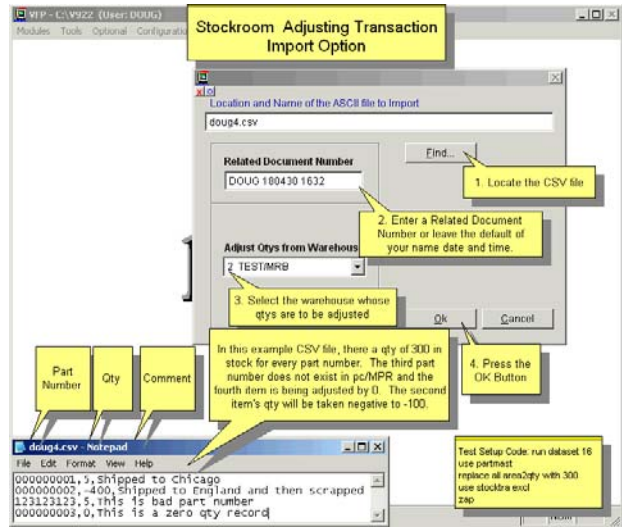 VFP - C:\V922 (User: DOUG)
Modules Tools Optional Configuratio
Stockroom Adjusting Transaction
Import Option
Location and Name of the ASCII file to Import
doug4.csv
Find...
1. Locate the CSV file
Related Document Number
DOUG 180430 1632
2. Enter a Related Document
Number or leave the default of
your name date and time.
Adjust Qtys from Warehous
2 TEST/MRB
3. Select the warehouse whose
qtys are to be adjusted
Ok
Cancel
4. Press the
OK Button
In this example CSV file, there a qty of 300 in
stock for every part number. The third part
number does not exist in pc/MPR and the
fourth item is being adjusted by 0. The second
item's qty will be taken negative to -100.
Part
Number
Qty
Comment
doug4.csv - Notepad
File Edit Format View Help
000000001,5,Shipped to Chicago
000000002,-400,Shipped to England and then scrapped
123123123,5,This is bad part number
000000003,0,This is a zero qty record
Test Setup Code: run dataset 16
use partmast
replace all area2qty with 300
use stocktra excl
zap